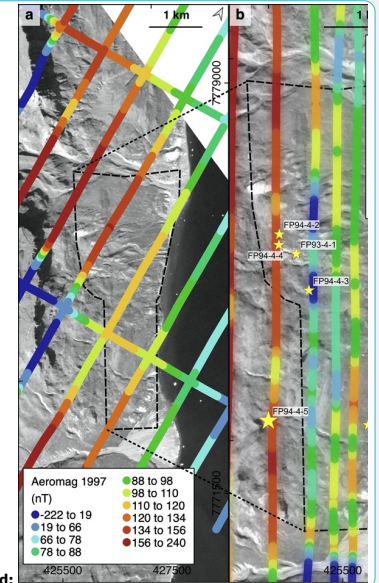 a
1 km
b
1
7779000
FP94-4-2
FP93-4-1
FP94-4-4
FP94-4-3
FP94-4-5
Aeromag 1997
(nT)
-222 to 19
19 to 66
66 to 78
78 to 88
88 to 98
98 to 110
110 to 120
120 to 134
134 to 156
156 to 240
7771500
425500
427500
425500
d: